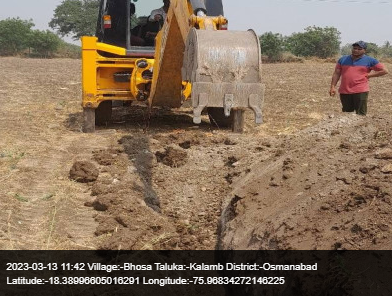 2023-03-13 11:42 Village:-Bhosa Taluka:-Kalamb District:-Osmanabad
Latitude:-18.38996605016291 Longitude:-75.96834272146225